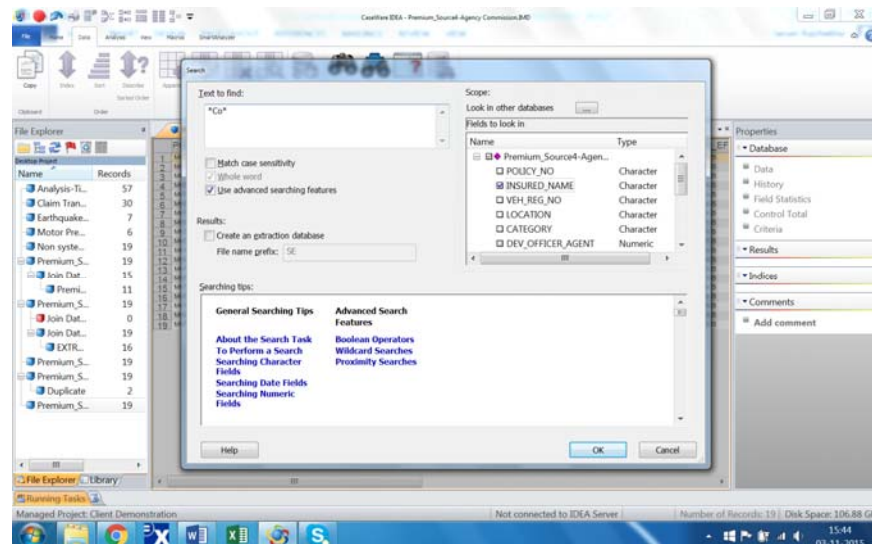 CaseWare IDEA - Premium_Source4-Agency Commission.IMD
File Home Data Analysis View Macros SmartAnalyzer
Copy Index Sort
Clipboard Order
Search
Text to find:
*Co*
Match case sensitivity
Whole word
Use advanced searching features
Results:
Create an extraction database
File name prefix: SE
Scope:
Look in other databases ...
Fields to look in
Name Type
Premium_Source4-Agen...
POLICY_NO Character
INSURED_NAME Character
VEH_REG_NO Character
LOCATION Character
CATEGORY Character
DEV_OFFICER_AGENT Numeric
Searching tips:
General Searching Tips
About the Search Task
To Perform a Search
Searching Character
Fields
Searching Date Fields
Searching Numeric
Fields
Advanced Search
Features
Boolean Operators
Wildcard Searches
Proximity Searches
Help OK Cancel
File Explorer
Desktop Project
Name Records
Analysis-Ti... 57
Claim Tran... 30
Earthquake... 7
Motor Pre... 6
Non syste... 19
Premium_S... 19
Join Dat... 15
Premi... 11
Premium_S... 19
Join Dat... 0
Join Dat... 19
EXTR... 16
Premium_S... 19
Premium_S... 19
Duplicate 2
Premium_S... 19
File Explorer Library
Properties
Database
Data
History
Field Statistics
Control Total
Criteria
Results
Indices
Comments
Add comment
Running Tasks
Managed Project: Client Demonstration Not connected to IDEA Server Number of Records: 19 Disk Space: 106.88
15:44
03-11-2015